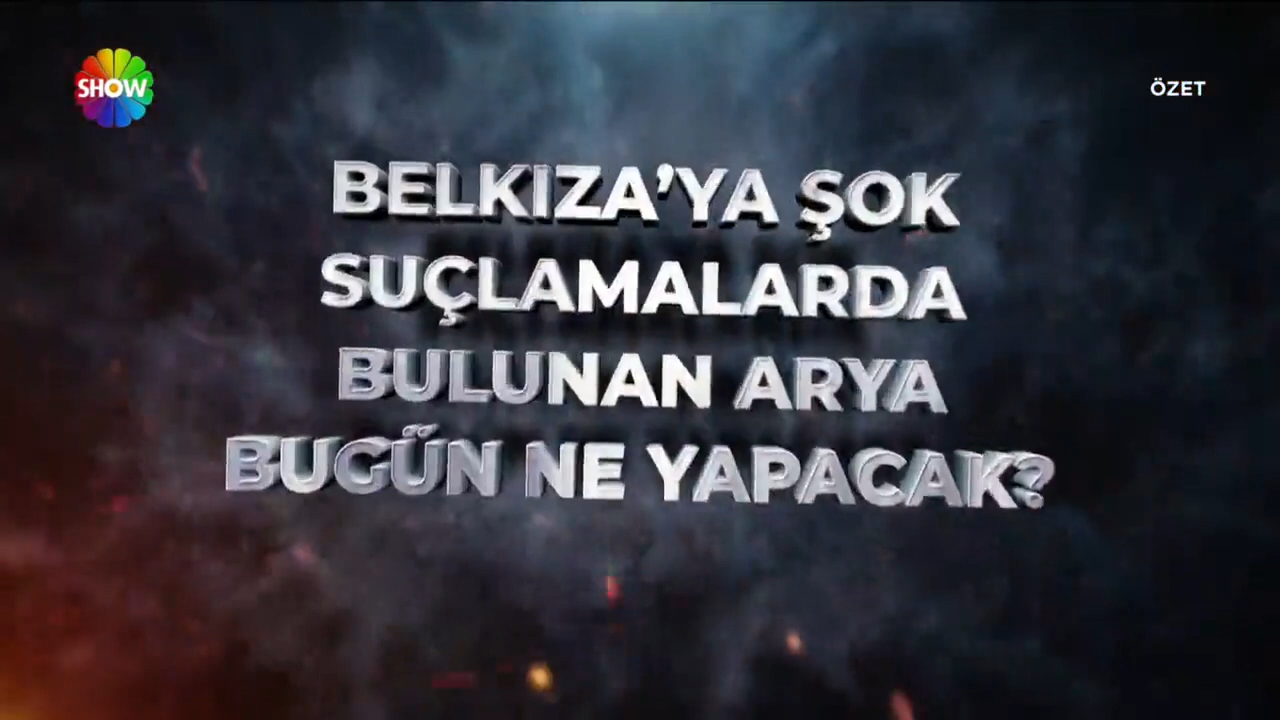 SHOW
ÖZET
BELKIZA'YA ŞOK
SUÇLAMALARDA
BULUNAN ARYA
BUGÜN NE YAPACAK?